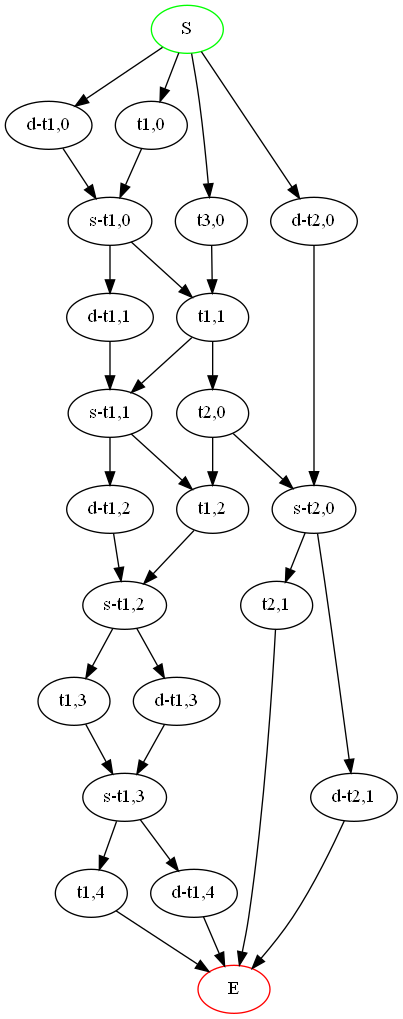 S
d-t1,0
t1,0
s-t1,0
t3,0
d-t2,0
d-t1,1
t1,1
s-t1,1
t2,0
d-t1,2
t1,2
s-t2,0
s-t1,2
t2,1
t1,3
d-t1,3
s-t1,3
d-t2,1
t1,4
d-t1,4
E